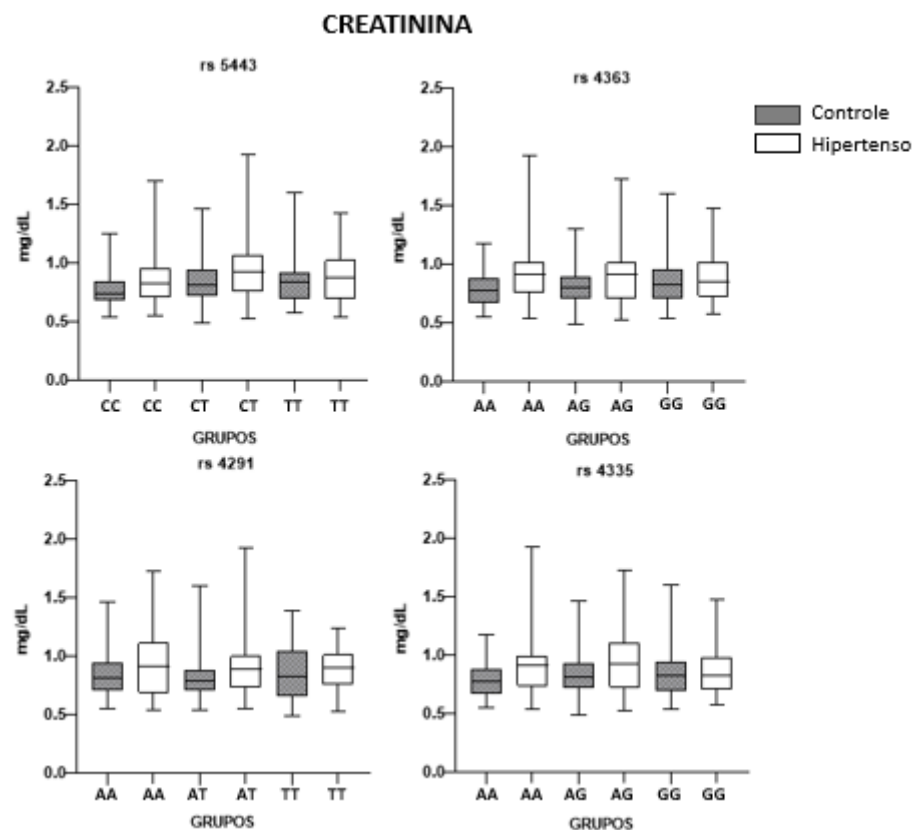 CREATININA
rs 5443
2.5
2.0
1.5
1.0
0.5
0.0
mg/dL
CC CC CT CT TT TT
GRUPOS
rs 4363
2.5
2.0
1.5
1.0
0.5
0.0
mg/dL
AA AA AG AG GG GG
GRUPOS
Controle
Hipertenso
rs 4291
2.5
2.0
1.5
1.0
0.5
0.0
mg/dL
AA AA AT AT TT TT
GRUPOS
rs 4335
2.5
2.0
1.5
1.0
0.5
0.0
mg/dL
AA AA AG AG GG GG
GRUPOS